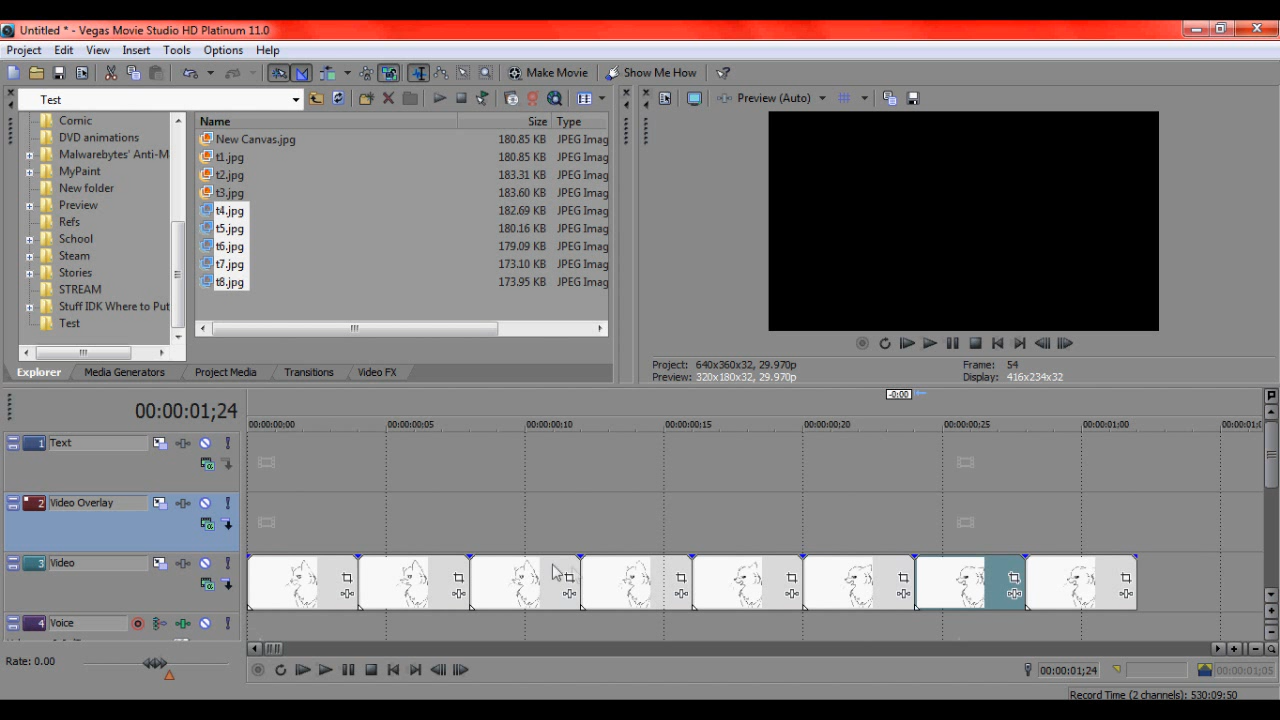 Untitled * - Vegas Movie Studio HD Platinum 11.0
Project Edit View Insert Tools Options Help
Make Movie Show Me How
Test
Preview (Auto)
Comic
DVD animations
Malwarebytes' Anti-M
MyPaint
New folder
Preview
Refs
School
Steam
Stories
STREAM
Stuff IDK Where to Put
Test
Name Size Type
New Canvas.jpg 180.85 KB JPEG Imag
t1.jpg 180.85 KB JPEG Imag
t2.jpg 183.31 KB JPEG Imag
t3.jpg 183.60 KB JPEG Imag
t4.jpg 182.69 KB JPEG Imag
t5.jpg 180.16 KB JPEG Imag
t6.jpg 179.09 KB JPEG Imag
t7.jpg 173.10 KB JPEG Imag
t8.jpg 173.95 KB JPEG Imag
Explorer Media Generators Project Media Transitions Video FX
Project: 640x360x32, 29.970p Frame: 54
Preview: 320x180x32, 29.970p Display: 416x234x32
-0:00
00:00:01;24
00:00:00;00 00:00:00;05 00:00:00;10 00:00:00;15 00:00:00;20 00:00:00;25 00:00:01;00
1 Text
2 Video Overlay
3 Video
4 Voice
Rate: 0.00
00:00:01;24
00:00:01;05
Record Time (2 channels): 530:09:50